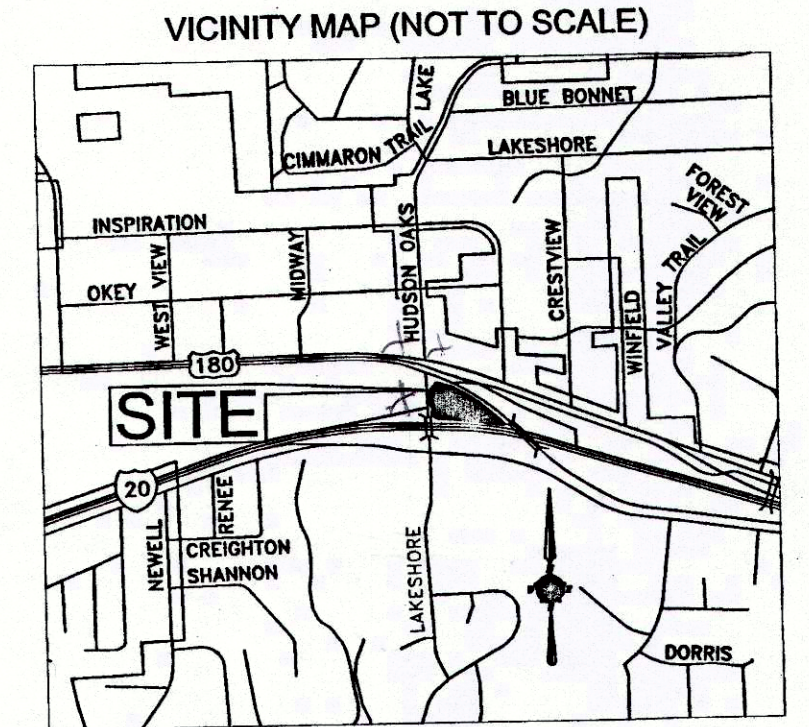 VICINITY MAP (NOT TO SCALE)
LAKE
BLUE BONNET
CIMMARON TRAIL
LAKESHORE
FOREST
VIEW
INSPIRATION
WEST VIEW
MIDWAY
HUDSON OAKS
CRESTVIEW
WINFIELD
VALLEY TRAIL
OKEY
180
SITE
20
NEWELL
RENEE
CREIGHTON
SHANNON
LAKESHORE
DORRIS